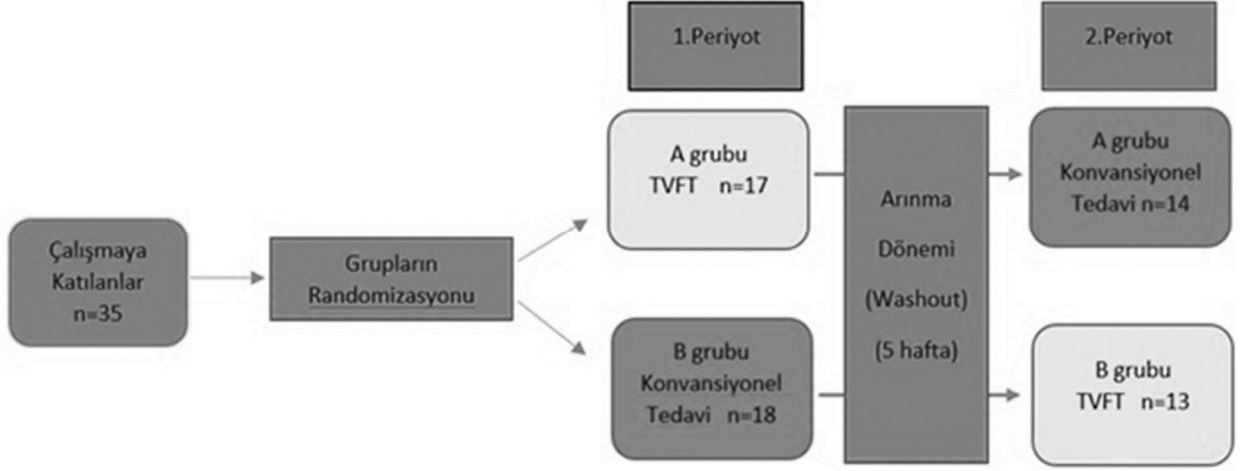 1.Periyot
2.Periyot
Çalışmaya
Katılanlar
n=35
Grupların
Randomizasyonu
A grubu
TVFT n=17
B grubu
Konvansiyonel
Tedavi n=18
Arınma
Dönemi
(Washout)
(5 hafta)
A grubu
Konvansiyonel
Tedavi n=14
B grubu
TVFT n=13